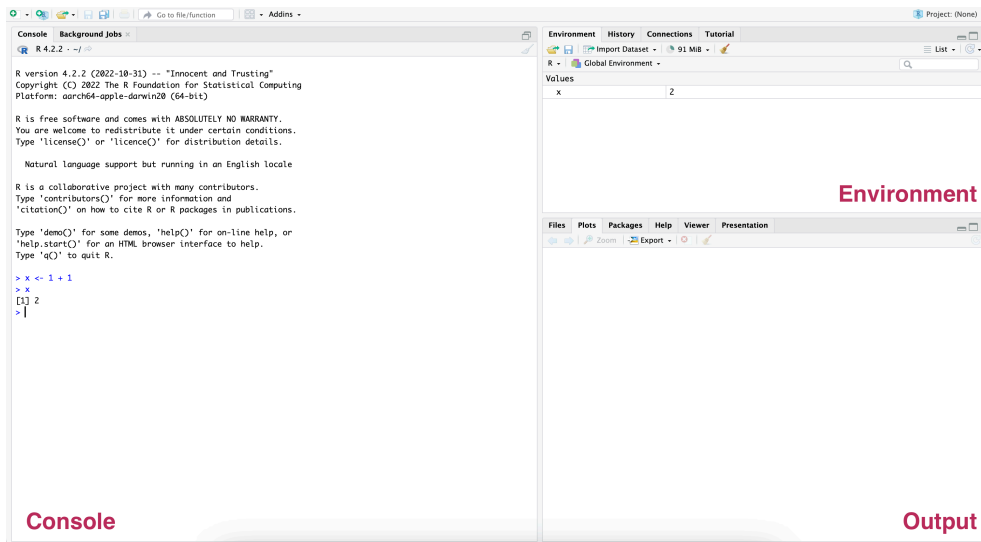 Go to file/function
Addins
Project: (None)
Console Background Jobs
R 4.2.2 · ~/
R version 4.2.2 (2022-10-31) -- "Innocent and Trusting"
Copyright (C) 2022 The R Foundation for Statistical Computing
Platform: aarch64-apple-darwin20 (64-bit)
R is free software and comes with ABSOLUTELY NO WARRANTY.
You are welcome to redistribute it under certain conditions.
Type 'license()' or 'licence()' for distribution details.
Natural language support but running in an English locale
R is a collaborative project with many contributors.
Type 'contributors()' for more information and
'citation()' on how to cite R or R packages in publications.
Type 'demo()' for some demos, 'help()' for on-line help, or
'help.start()' for an HTML browser interface to help.
Type 'q()' to quit R.
> x <- 1 + 1
> x
[1] 2
>
Console
Environment History Connections Tutorial
Import Dataset 91 MiB List
R Global Environment
Values
x 2
Environment
Files Plots Packages Help Viewer Presentation
Zoom Export
Output